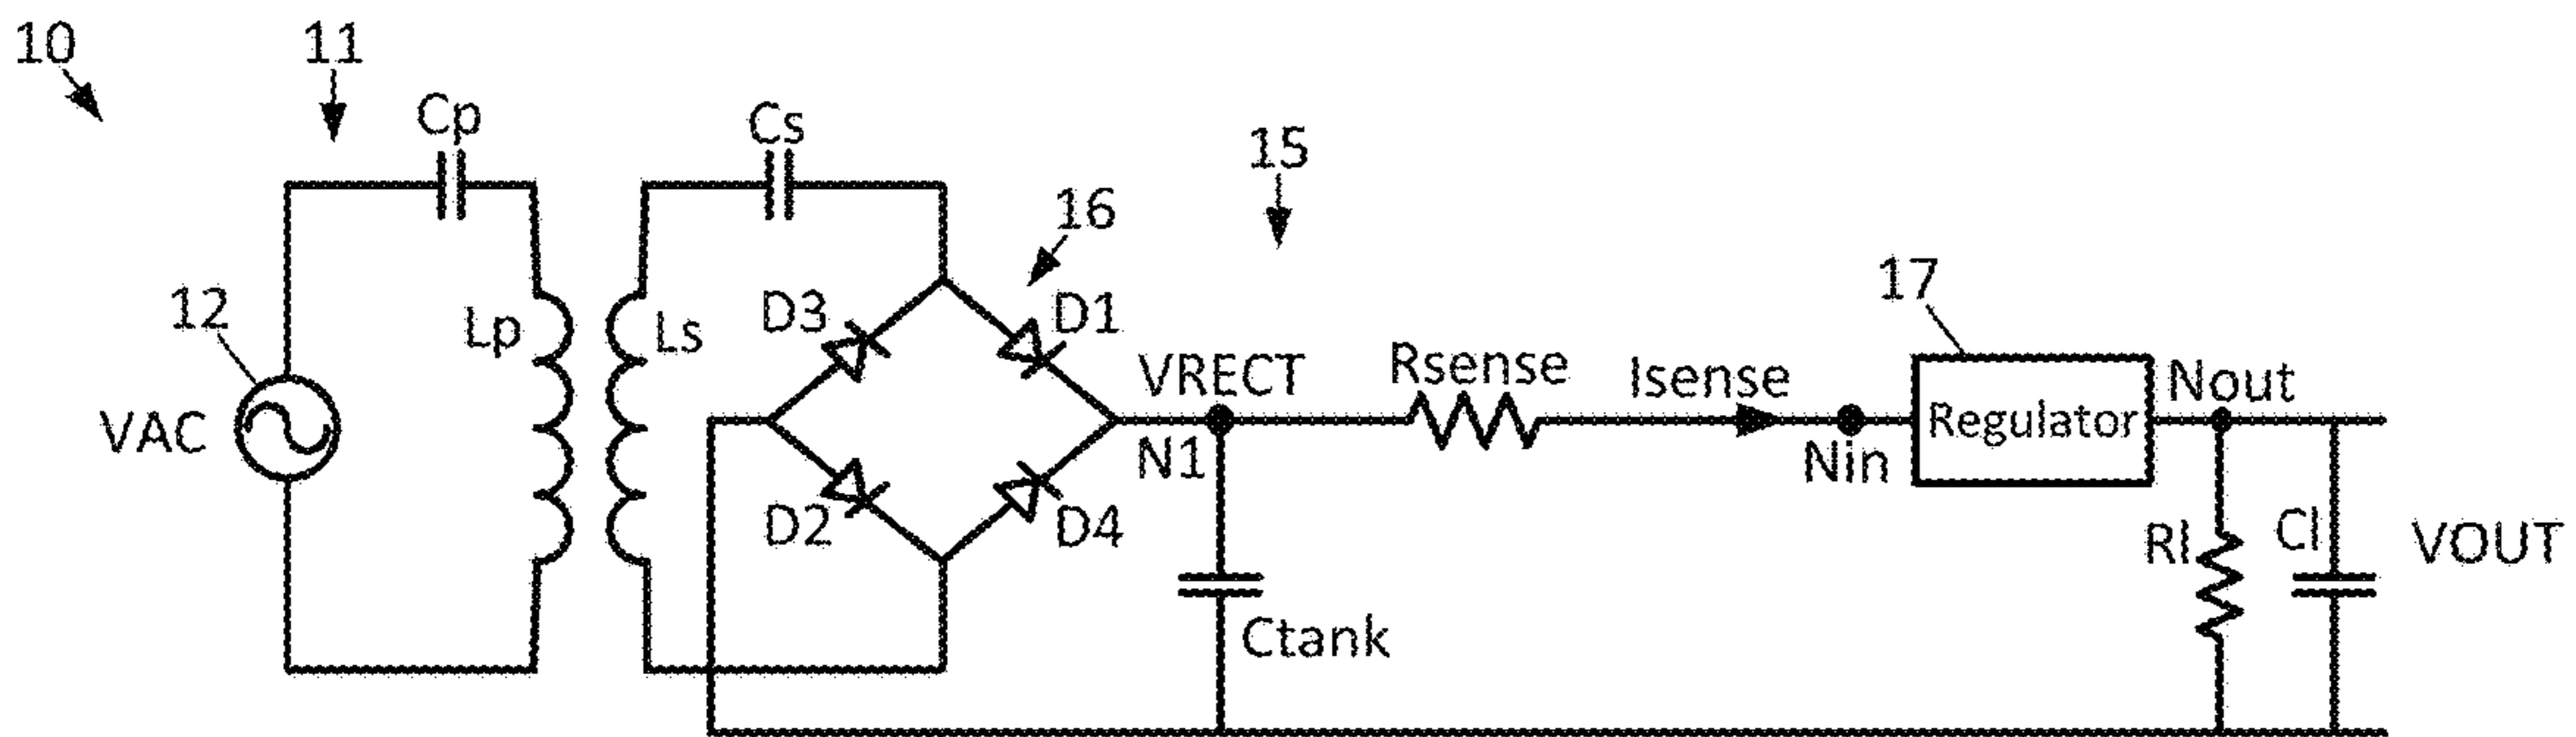 10
11
Cp
Cs
15
16
12
Lp
Ls
D3
D1
17
VAC
VRECT
Rsense
Isense
Nout
Regulator
N1
Nin
D2
D4
Rl
Cl
VOUT
Ctank